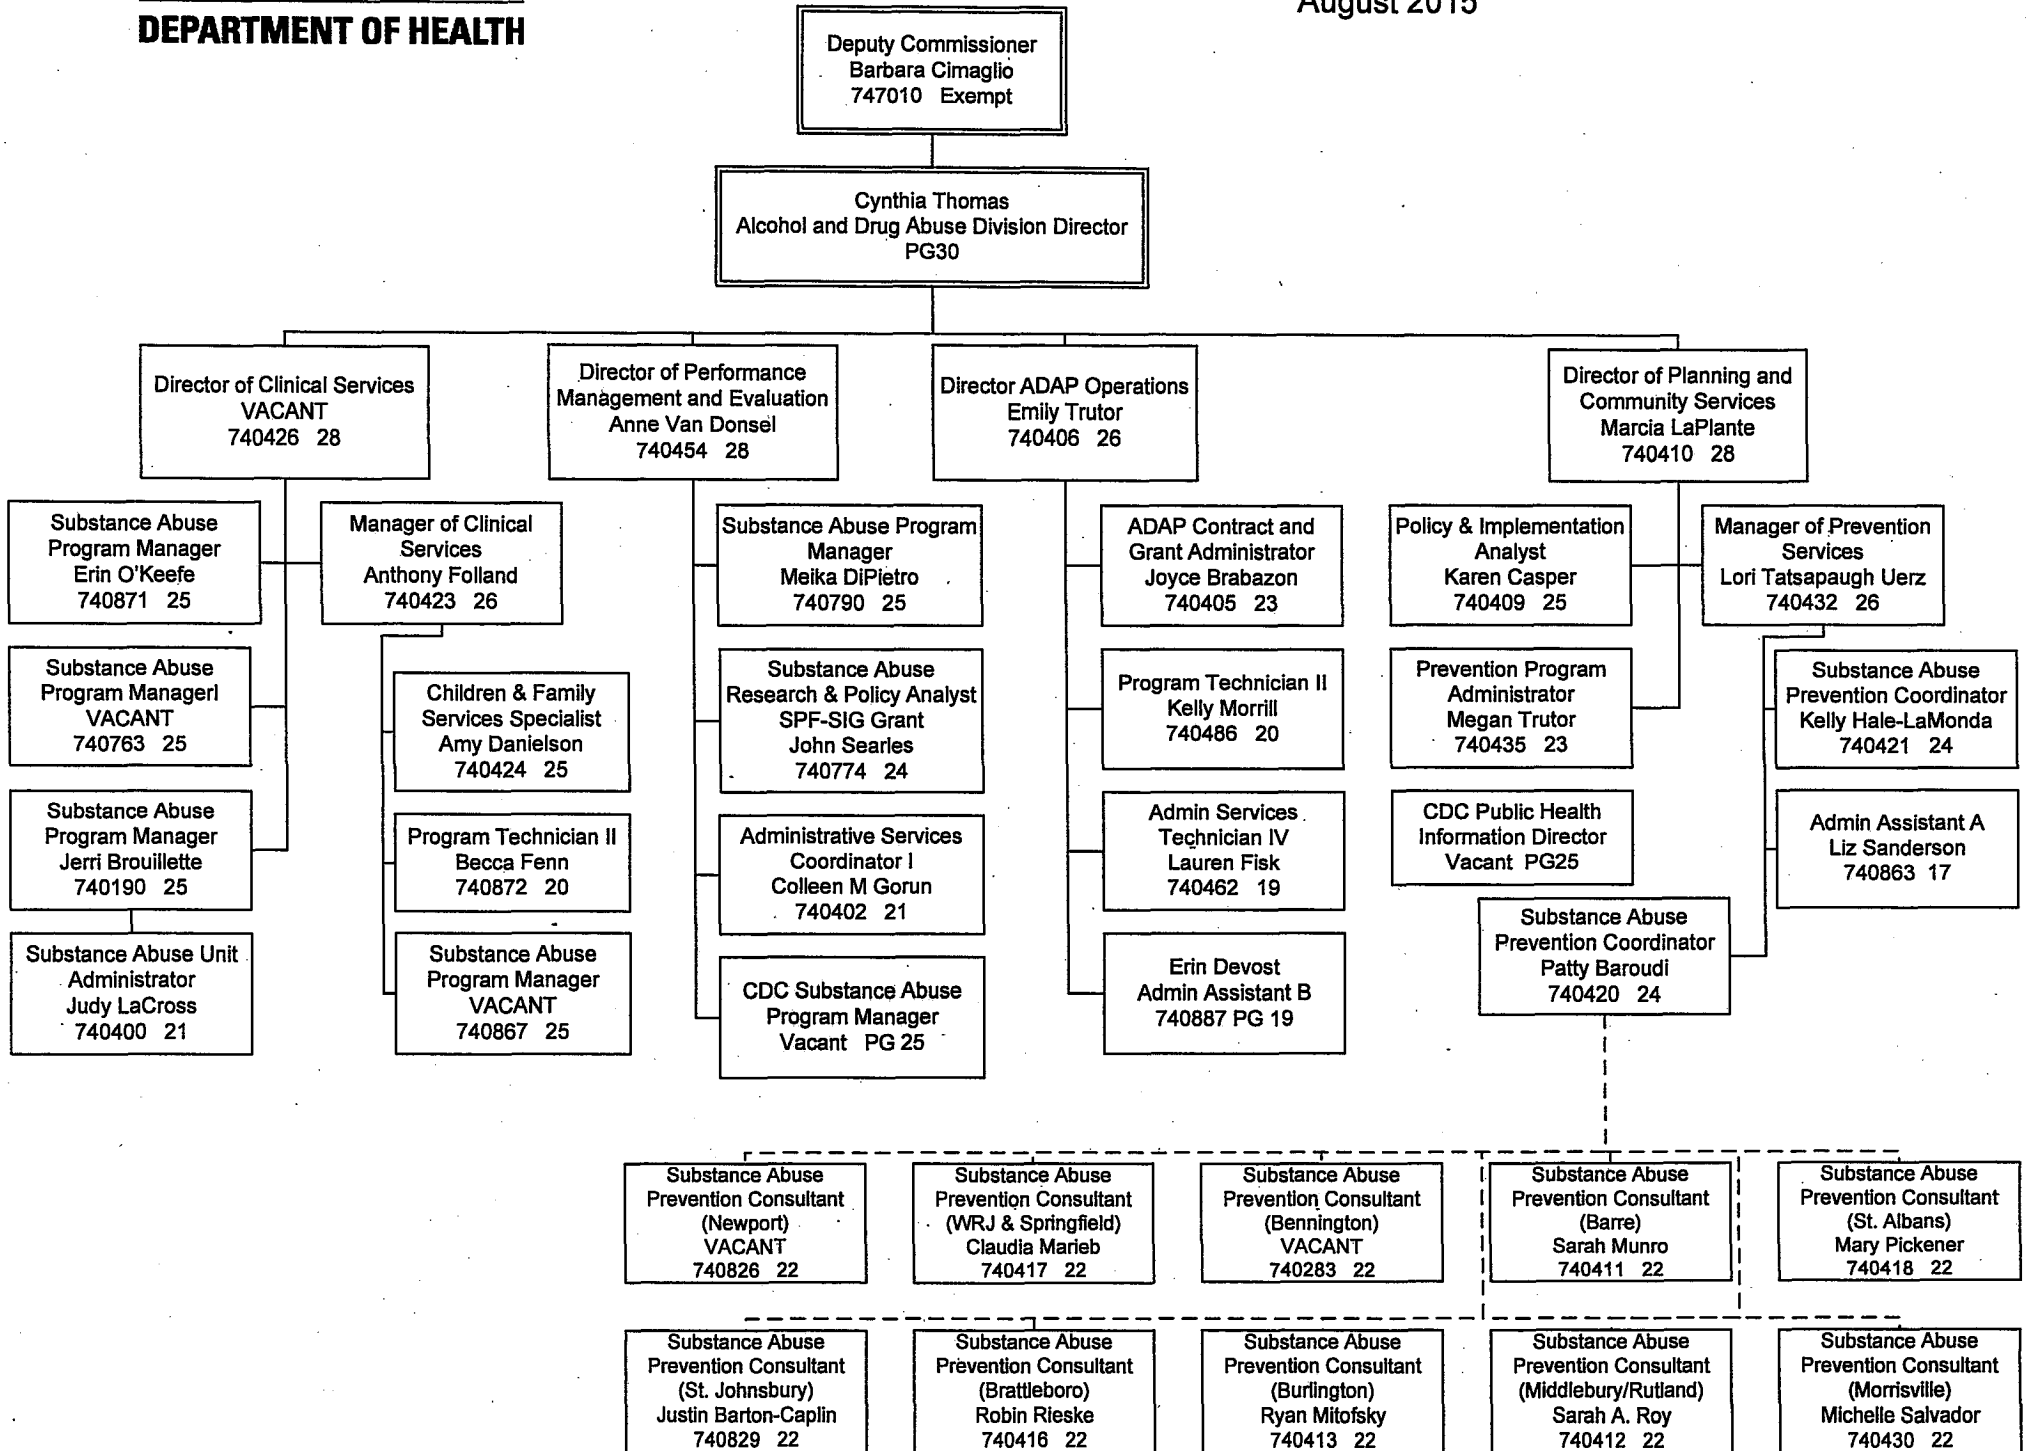 August 2015
DEPARTMENT OF HEALTH
Deputy Commissioner
Barbara Cimaglio
747010 Exempt
Cynthia Thomas
Alcohol and Drug Abuse Division Director
PG30
Director of Clinical Services
VACANT
740426 28
Director of Performance
Management and Evaluation
Anne Van Donsel
740454 28
Director ADAP Operations
Emily Trutor
740406 26
Director of Planning and
Community Services
Marcia LaPlante
740410 28
Substance Abuse
Program Manager
Erin O'Keefe
740871 25
Manager of Clinical
Services
Anthony Folland
740423 26
Substance Abuse Program
Manager
Meika DiPietro
740790 25
ADAP Contract and
Grant Administrator
Joyce Brabazon
740405 23
Policy & Implementation
Analyst
Karen Casper
740409 25
Manager of Prevention
Services
Lori Tatsapaugh Uerz
740432 26
Substance Abuse
Program ManagerI
VACANT
740763 25
Children & Family
Services Specialist
Amy Danielson
740424 25
Substance Abuse
Research & Policy Analyst
SPF-SIG Grant
John Searles
740774 24
Program Technician II
Kelly Morrill
740486 20
Prevention Program
Administrator
Megan Trutor
740435 23
Substance Abuse
Prevention Coordinator
Kelly Hale-LaMonda
740421 24
Substance Abuse
Program Manager
Jerri Brouillette
740190 25
Program Technician II
Becca Fenn
740872 20
Administrative Services
Coordinator I
Colleen M Gorun
740402 21
Admin Services
Technician IV
Lauren Fisk
740462 19
CDC Public Health
Information Director
Vacant PG25
Admin Assistant A
Liz Sanderson
740863 17
Substance Abuse Unit
Administrator
Judy LaCross
740400 21
Substance Abuse
Program Manager
VACANT
740867 25
CDC Substance Abuse
Program Manager
Vacant PG 25
Erin Devost
Admin Assistant B
740887 PG 19
Substance Abuse
Prevention Coordinator
Patty Baroudi
740420 24
Substance Abuse
Prevention Consultant
(Newport)
VACANT
740826 22
Substance Abuse
Prevention Consultant
(WRJ & Springfield)
Claudia Marieb
740417 22
Substance Abuse
Prevention Consultant
(Bennington)
VACANT
740283 22
Substance Abuse
Prevention Consultant
(Barre)
Sarah Munro
740411 22
Substance Abuse
Prevention Consultant
(St. Albans)
Mary Pickener
740418 22
Substance Abuse
Prevention Consultant
(St. Johnsbury)
Justin Barton-Caplin
740829 22
Substance Abuse
Prevention Consultant
(Brattleboro)
Robin Rieske
740416 22
Substance Abuse
Prevention Consultant
(Burlington)
Ryan Mitofsky
740413 22
Substance Abuse
Prevention Consultant
(Middlebury/Rutland)
Sarah A. Roy
740412 22
Substance Abuse
Prevention Consultant
(Morrisville)
Michelle Salvador
740430 22